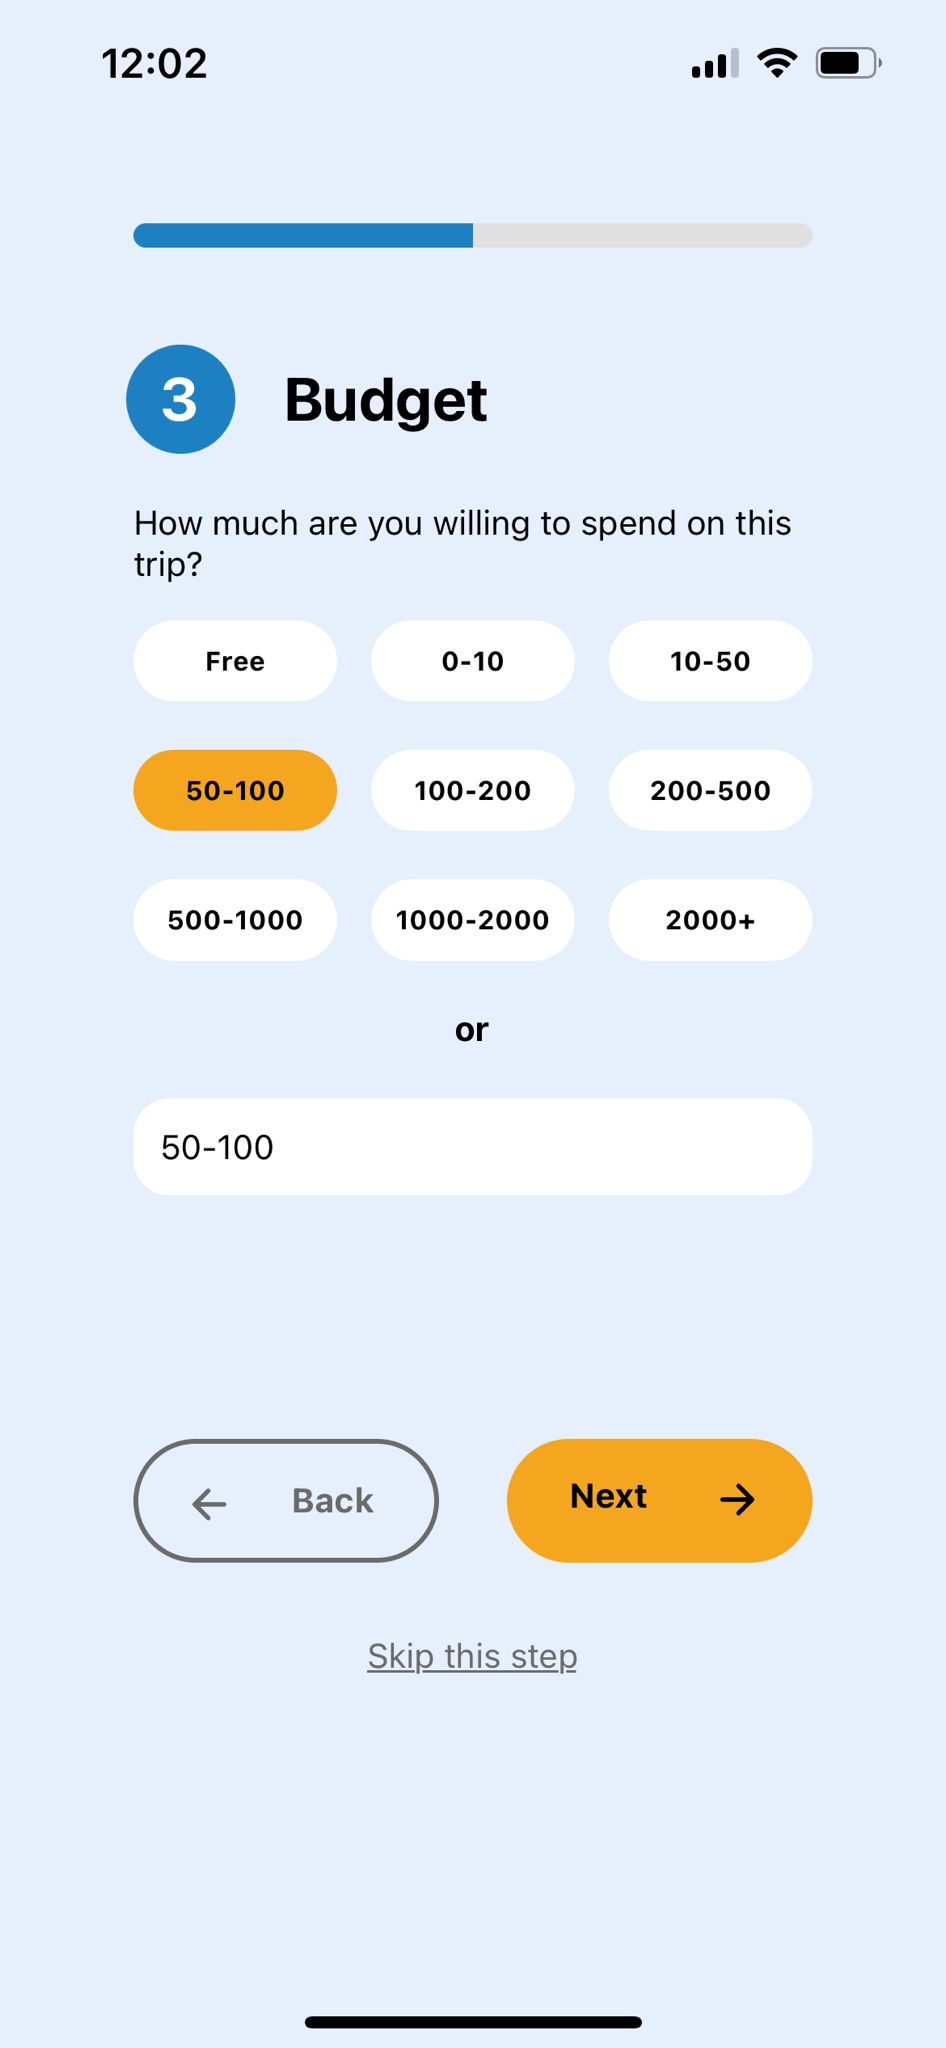 12:02
3 Budget
How much are you willing to spend on this
trip?
Free 0-10 10-50
50-100 100-200 200-500
500-1000 1000-2000 2000+
or
50-100
Back Next
Skip this step